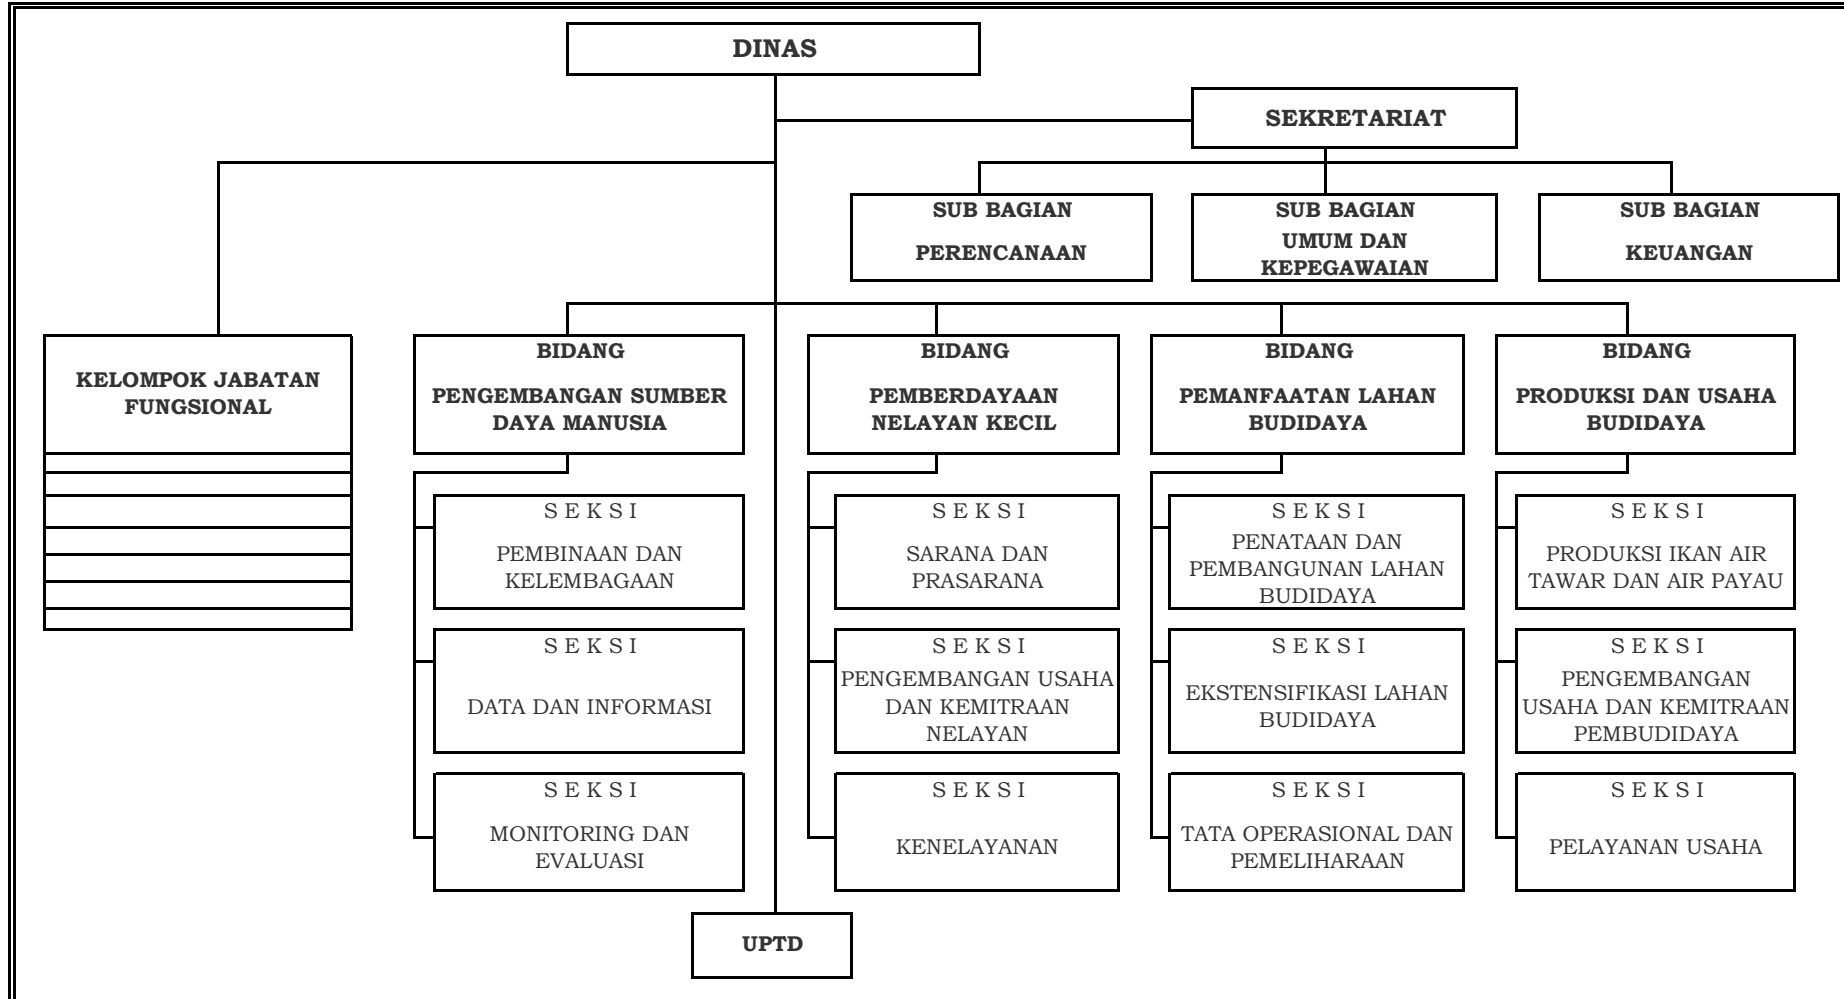 DINAS
SEKRETARIAT
SUB BAGIAN
PERENCANAAN
SUB BAGIAN
UMUM DAN
KEPEGAWAIAN
SUB BAGIAN
KEUANGAN
KELOMPOK JABATAN
FUNGSIONAL
BIDANG
PENGEMBANGAN SUMBER
DAYA MANUSIA
BIDANG
PEMBERDAYAAN
NELAYAN KECIL
BIDANG
PEMANFAATAN LAHAN
BUDIDAYA
BIDANG
PRODUKSI DAN USAHA
BUDIDAYA
S E K S I
PEMBINAAN DAN
KELEMBAGAAN
S E K S I
SARANA DAN
PRASARANA
S E K S I
PENATAAN DAN
PEMBANGUNAN LAHAN
BUDIDAYA
S E K S I
PRODUKSI IKAN AIR
TAWAR DAN AIR PAYAU
S E K S I
DATA DAN INFORMASI
S E K S I
PENGEMBANGAN USAHA
DAN KEMITRAAN
NELAYAN
S E K S I
EKSTENSIFIKASI LAHAN
BUDIDAYA
S E K S I
PENGEMBANGAN
USAHA DAN KEMITRAAN
PEMBUDIDAYA
S E K S I
MONITORING DAN
EVALUASI
S E K S I
KENELAYANAN
S E K S I
TATA OPERASIONAL DAN
PEMELIHARAAN
S E K S I
PELAYANAN USAHA
UPTD